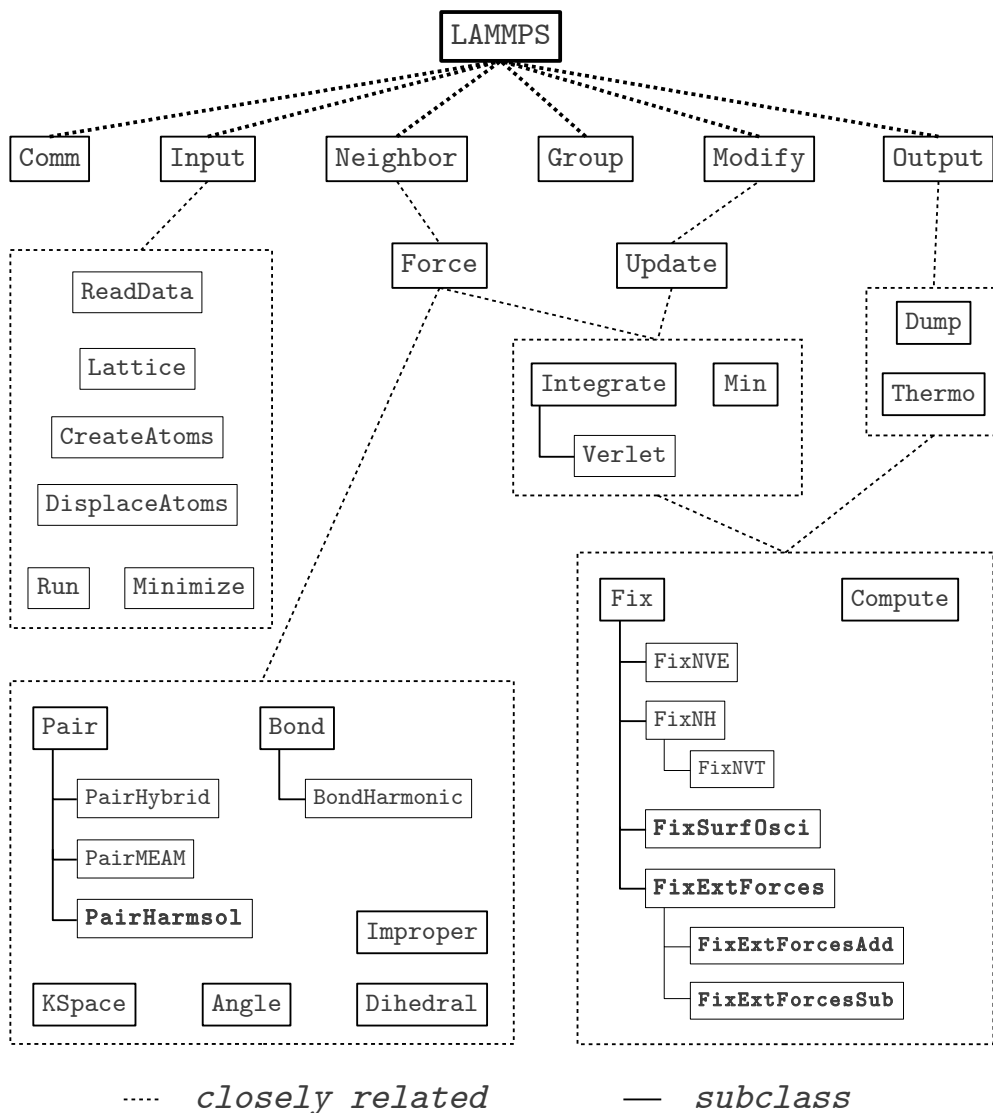 LAMMPS
Comm Input Neighbor Group Modify Output
Force Update
ReadData
Dump
Lattice
Integrate Min
Thermo
CreateAtoms
Verlet
DisplaceAtoms
Run Minimize
Fix Compute
FixNVE
Pair Bond
FixNH
FixNVT
PairHybrid BondHarmonic
FixSurfOsci
PairMEAM
FixExtForces
PairHarmsol
Improper
FixExtForcesAdd
KSpace Angle Dihedral
FixExtForcesSub
closely related subclass